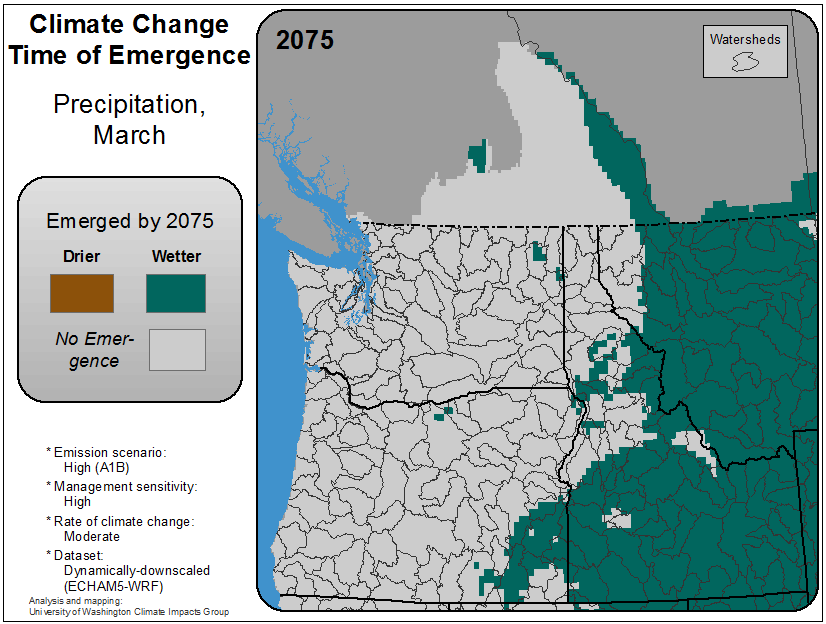 Climate Change
Time of Emergence
Precipitation,
March
Emerged by 2075
Drier
Wetter
No Emer-
gence
* Emission scenario:
High (A1B)
* Management sensitivity:
High
* Rate of climate change:
Moderate
* Dataset:
Dynamically-downscaled
(ECHAM5-WRF)
Analysis and mapping:
University of Washington Climate Impacts Group
2075
Watersheds